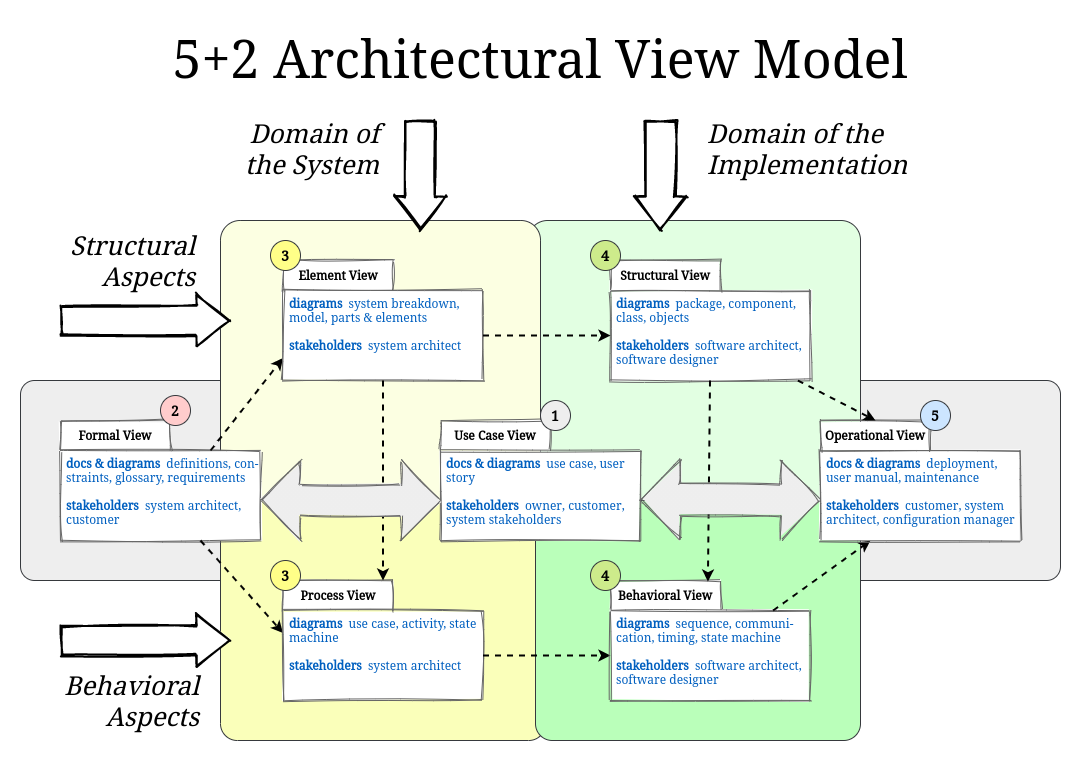 5+2 Architectural View Model
Domain of
the System
Domain of the
Implementation
Structural
Aspects
3
Element View
diagrams system breakdown,
model, parts & elements
stakeholders system architect
4
Structural View
diagrams package, component,
class, objects
stakeholders software architect,
software designer
2
Formal View
docs & diagrams definitions, con-
straints, glossary, requirements
stakeholders system architect,
customer
1
Use Case View
docs & diagrams use case, user
story
stakeholders owner, customer,
system stakeholders
5
Operational View
docs & diagrams deployment,
user manual, maintenance
stakeholders customer, system
architect, configuration manager
3
Process View
diagrams use case, activity, state
machine
stakeholders system architect
4
Behavioral View
diagrams sequence, communi-
cation, timing, state machine
stakeholders software architect,
software designer
Behavioral
Aspects